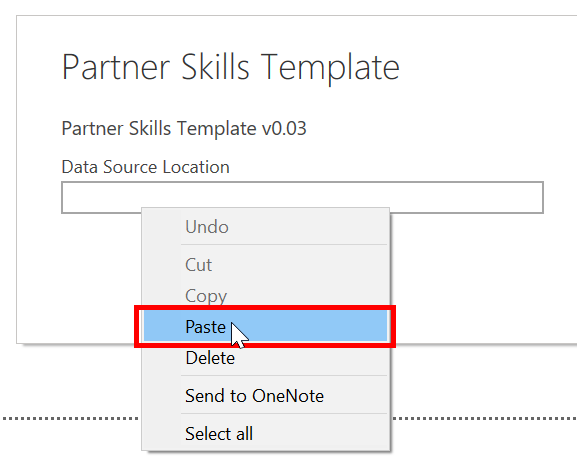 Partner Skills Template
Partner Skills Template v0.03
Data Source Location
Undo
Cut
Copy
Paste
Delete
Send to OneNote
Select all